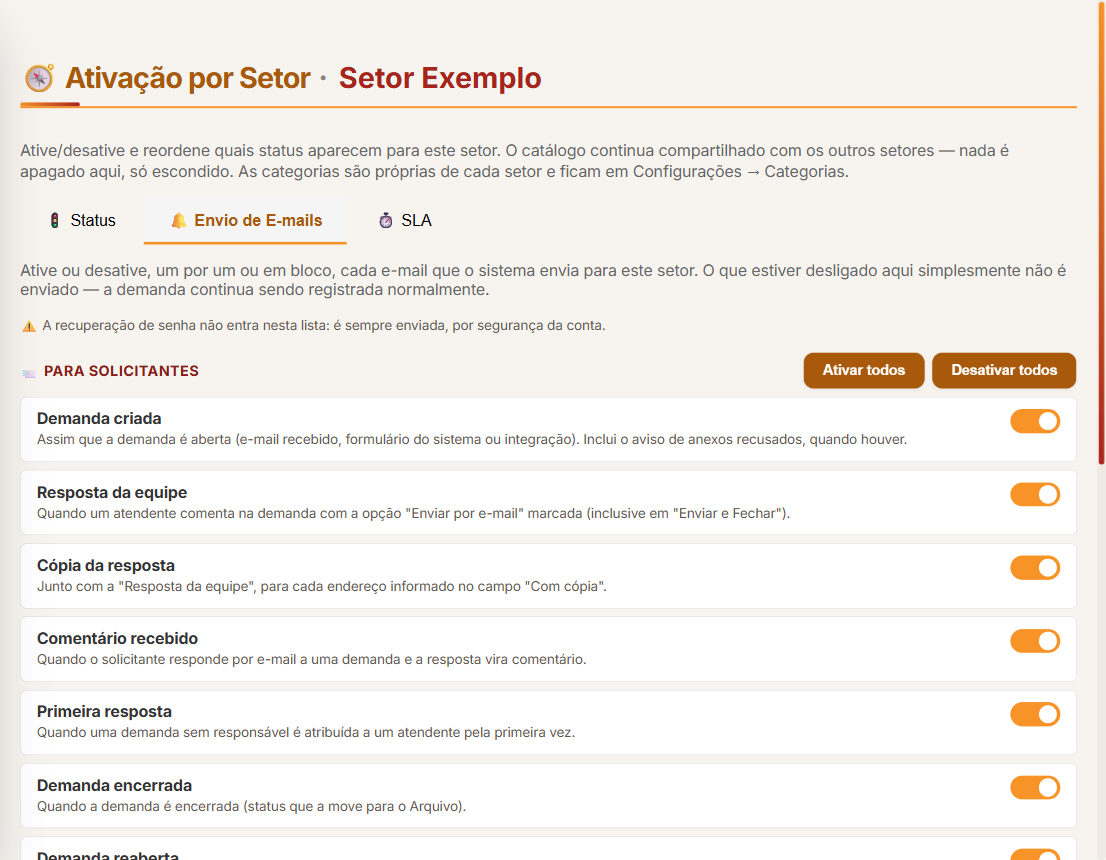 Ativação por Setor · Setor Exemplo
Ative/desative e reordene quais status aparecem para este setor. O catálogo continua compartilhado com os outros setores — nada é
apagado aqui, só escondido. As categorias são próprias de cada setor e ficam em Configurações → Categorias.
Status
Envio de E-mails
SLA
Ative ou desative, um por um ou em bloco, cada e-mail que o sistema envia para este setor. O que estiver desligado aqui simplesmente não é
enviado — a demanda continua sendo registrada normalmente.
A recuperação de senha não entra nesta lista: é sempre enviada, por segurança da conta.
PARA SOLICITANTES
Ativar todos
Desativar todos
Demanda criada
Assim que a demanda é aberta (e-mail recebido, formulário do sistema ou integração). Inclui o aviso de anexos recusados, quando houver.
Resposta da equipe
Quando um atendente comenta na demanda com a opção "Enviar por e-mail" marcada (inclusive em "Enviar e Fechar").
Cópia da resposta
Junto com a "Resposta da equipe", para cada endereço informado no campo "Com cópia".
Comentário recebido
Quando o solicitante responde por e-mail a uma demanda e a resposta vira comentário.
Primeira resposta
Quando uma demanda sem responsável é atribuída a um atendente pela primeira vez.
Demanda encerrada
Quando a demanda é encerrada (status que a move para o Arquivo).
Demanda reaberta